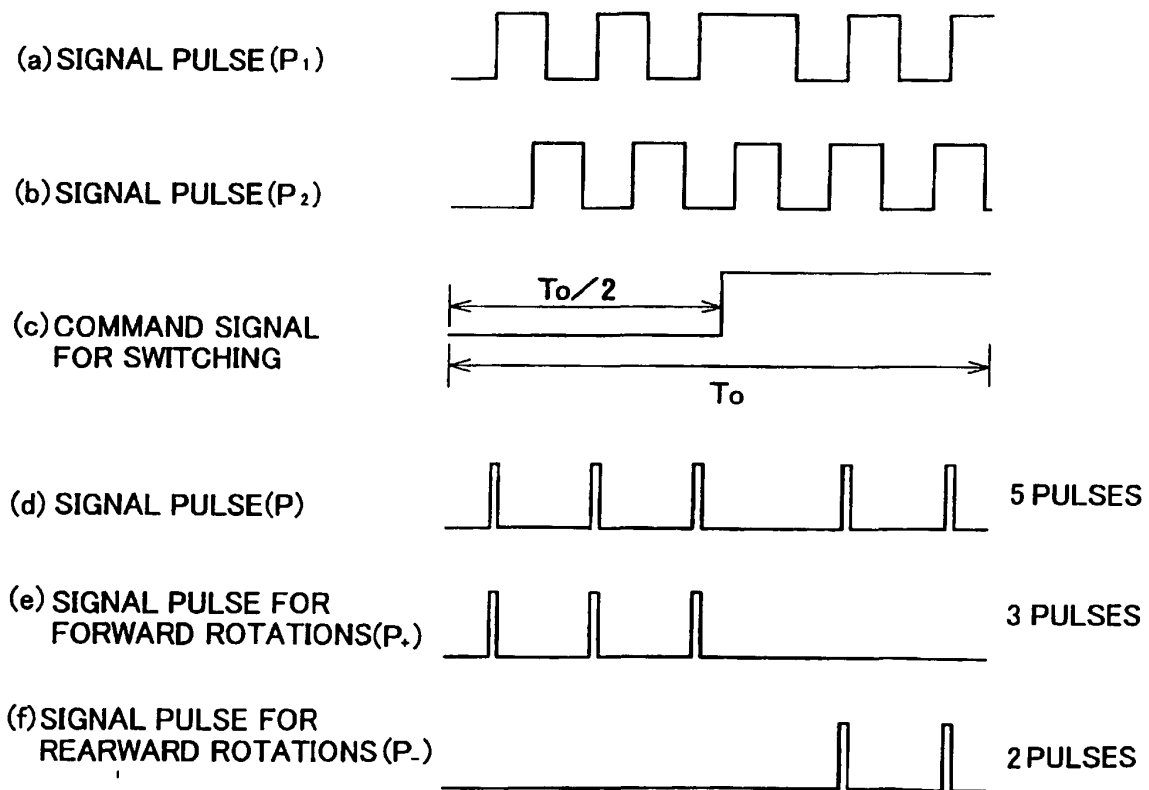 (a) SIGNAL PULSE(P₁)
(b) SIGNAL PULSE(P₂)
To/2
(c) COMMAND SIGNAL
FOR SWITCHING
To
(d) SIGNAL PULSE(P)
5 PULSES
(e) SIGNAL PULSE FOR
FORWARD ROTATIONS(P₊)
3 PULSES
(f) SIGNAL PULSE FOR
REARWARD ROTATIONS(P₋)
2 PULSES